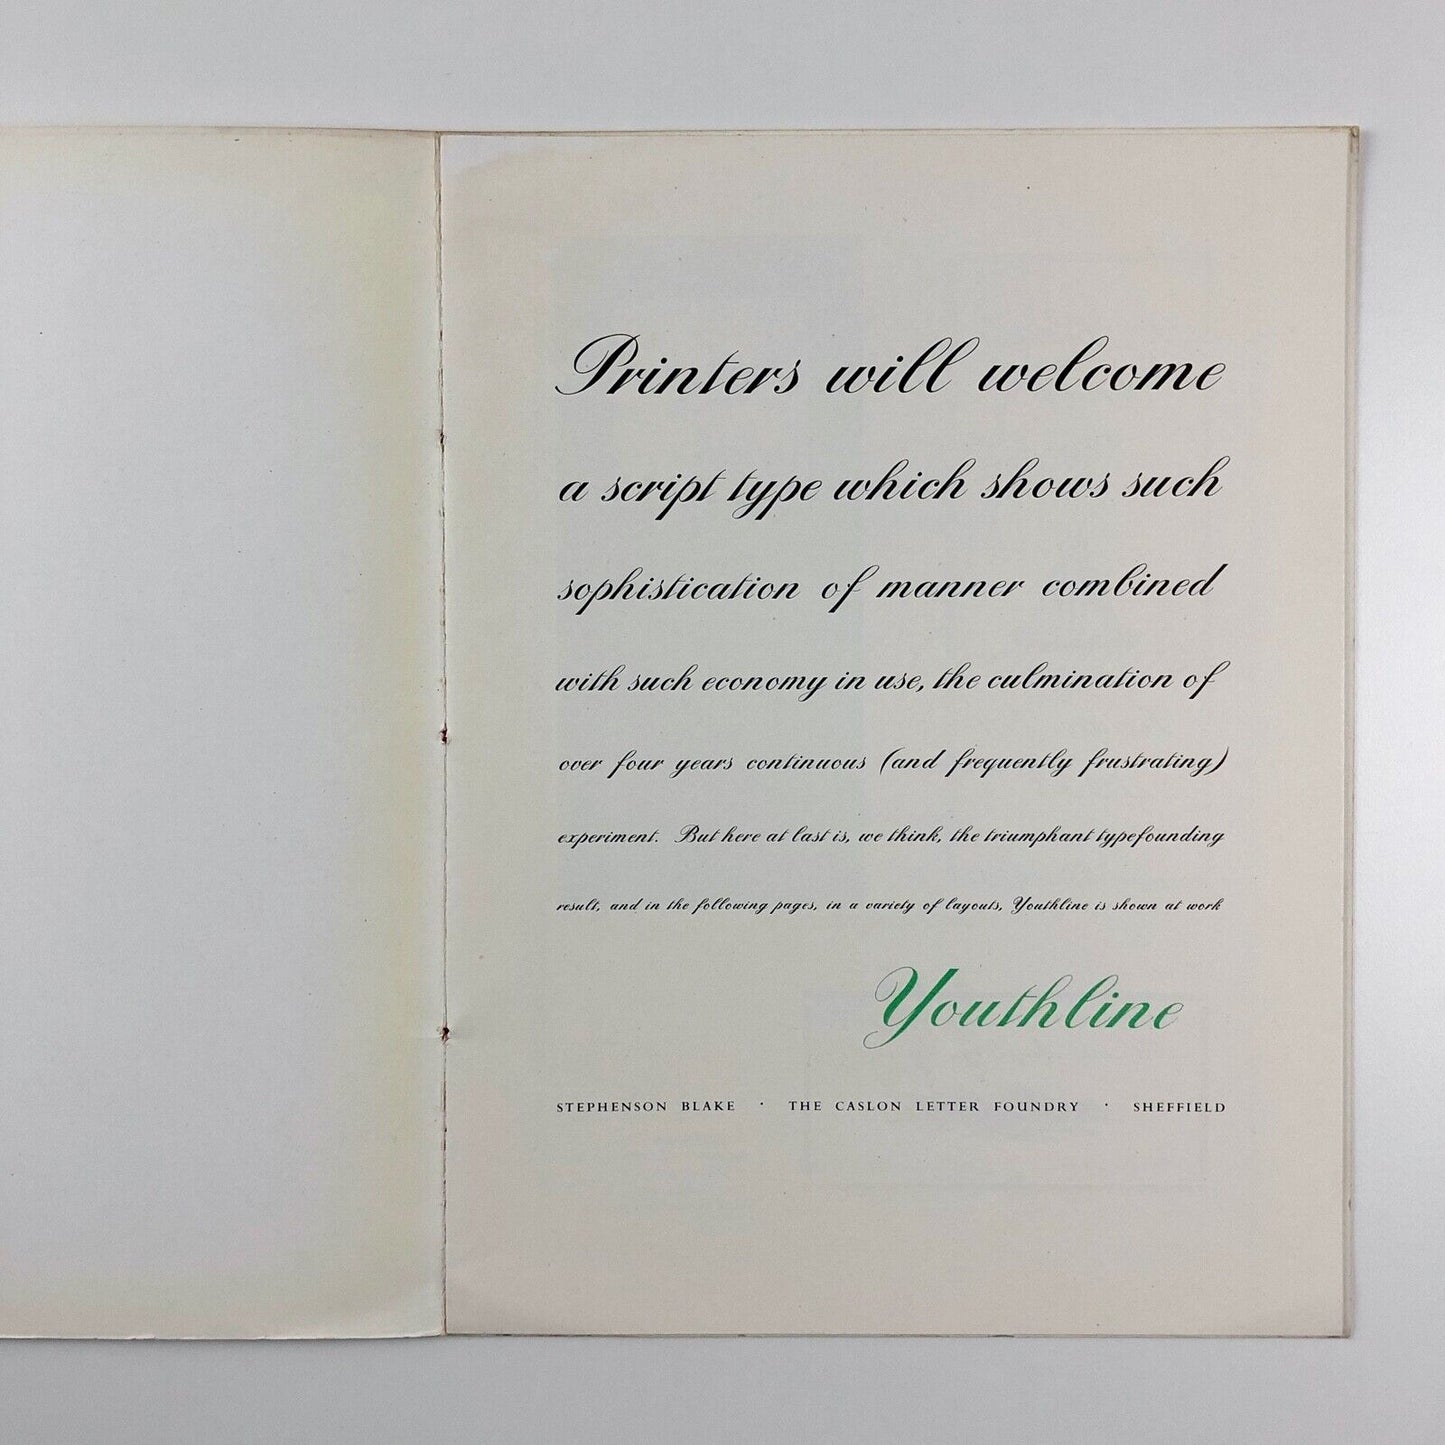 Printers will welcome
a script type which shows such
sophistication of manner combined
with such economy in use, the culmination of
over four years continuous (and frequently frustrating)
experiment. But here at last is, we think, the triumphant typefounding
result, and in the following pages, in a variety of layouts, Youthline is shown at work
Youthline
STEPHENSON BLAKE · THE CASLON LETTER FOUNDRY · SHEFFIELD